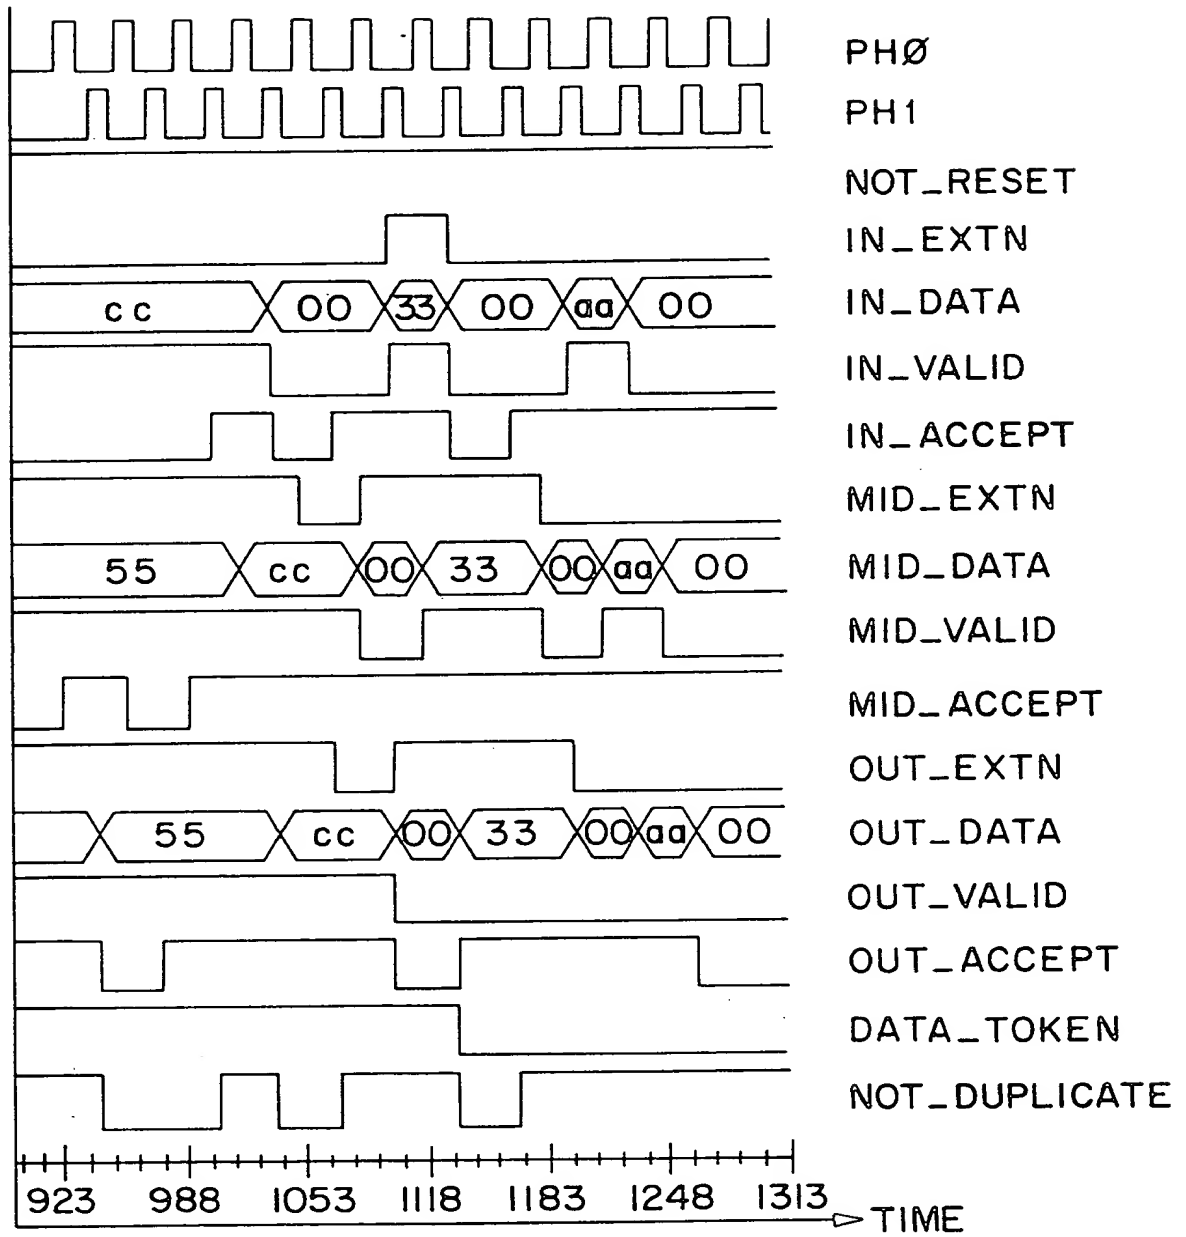 PHØ
PH1
NOT_RESET
IN_EXTN
cc 00 33 00 aa 00 IN_DATA
IN_VALID
IN_ACCEPT
MID_EXTN
55 cc 00 33 00 aa 00 MID_DATA
MID_VALID
MID_ACCEPT
OUT_EXTN
55 cc 00 33 00 aa 00 OUT_DATA
OUT_VALID
OUT_ACCEPT
DATA_TOKEN
NOT_DUPLICATE
923 988 1053 1118 1183 1248 1313
TIME